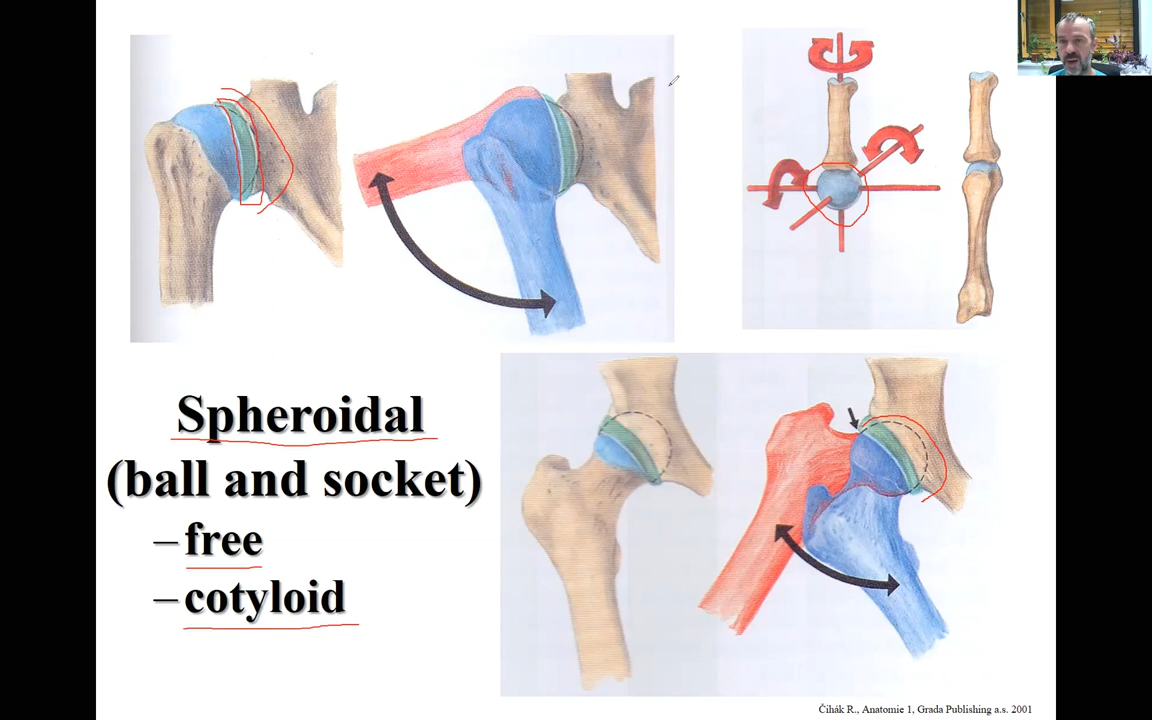 Spheroidal
(ball and socket)
– free
– cotyloid
Čihák R., Anatomie 1, Grada Publishing a.s. 2001